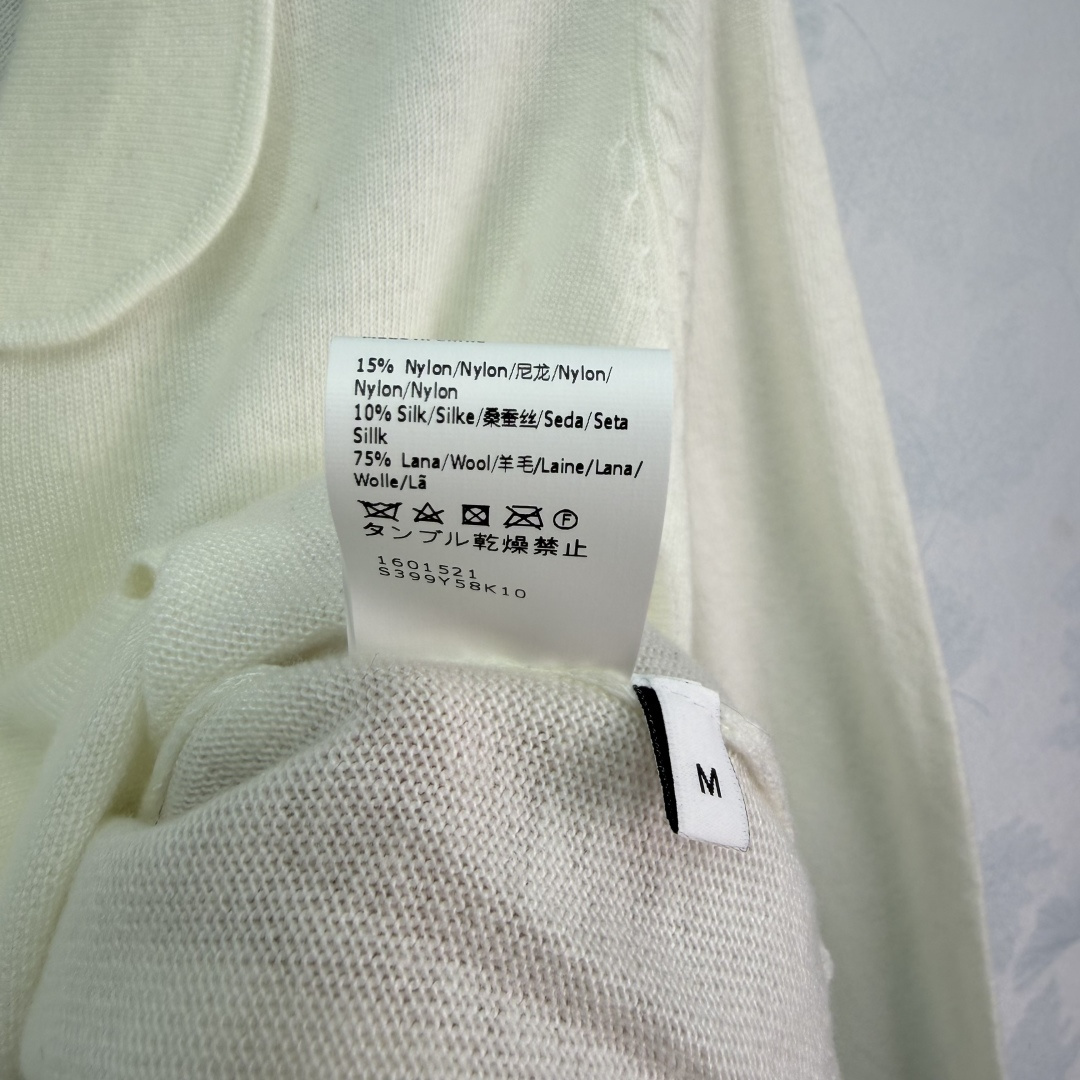 15% Nylon/Nylon/尼龙/Nylon/
Nylon/Nylon
10% Silk/Silke/桑蚕丝/Seda/Seta
Sillk
75% Lana/Wool/羊毛/Laine/Lana/
Wolle/Lã
F
タンブル乾燥禁止
1601521
S399Y58K10
M